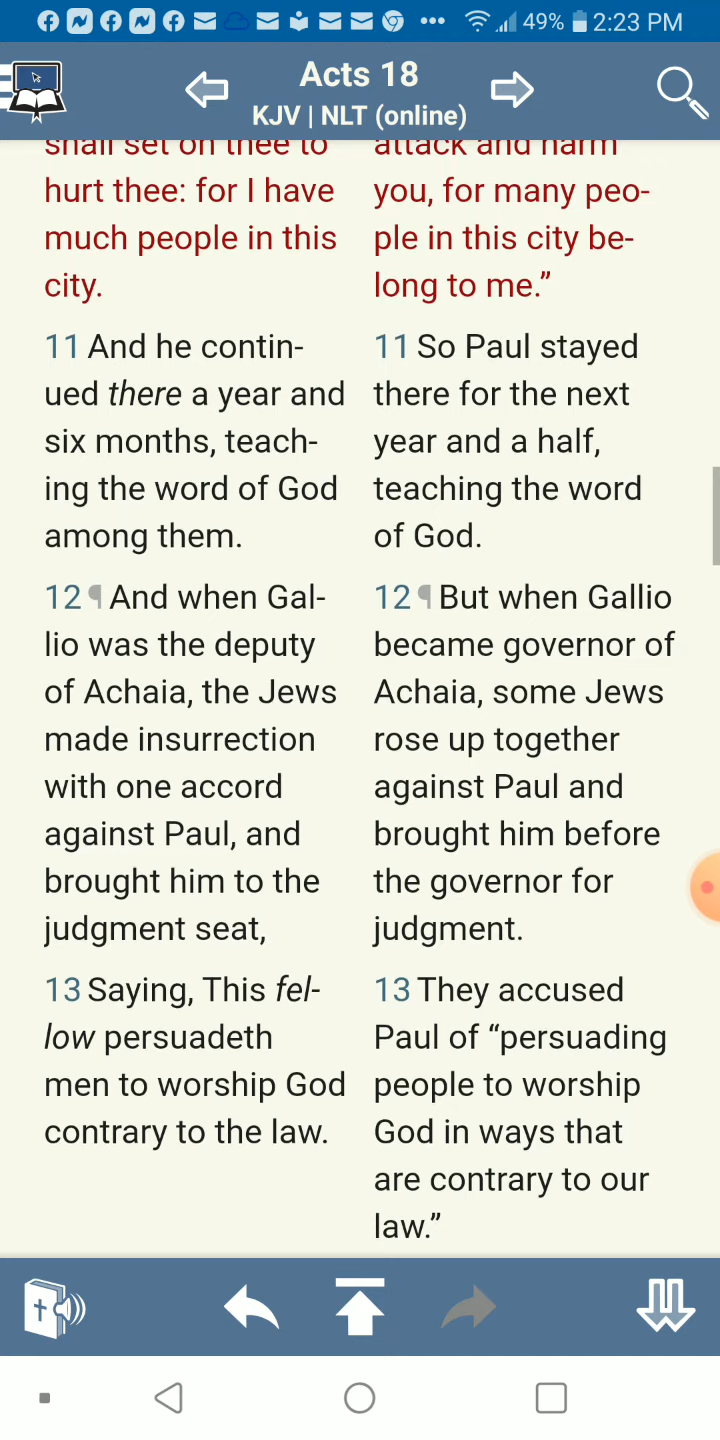 49% 2:23 PM
Acts 18
KJV | NLT (online)
shall set on thee to
hurt thee: for I have
much people in this
city.
11 And he contin-
ued there a year and
six months, teach-
ing the word of God
among them.
12 ¶ And when Gal-
lio was the deputy
of Achaia, the Jews
made insurrection
with one accord
against Paul, and
brought him to the
judgment seat,
13 Saying, This fel-
low persuadeth
men to worship God
contrary to the law.
attack and harm
you, for many peo-
ple in this city be-
long to me.”
11 So Paul stayed
there for the next
year and a half,
teaching the word
of God.
12 ¶ But when Gallio
became governor of
Achaia, some Jews
rose up together
against Paul and
brought him before
the governor for
judgment.
13 They accused
Paul of “persuading
people to worship
God in ways that
are contrary to our
law.”